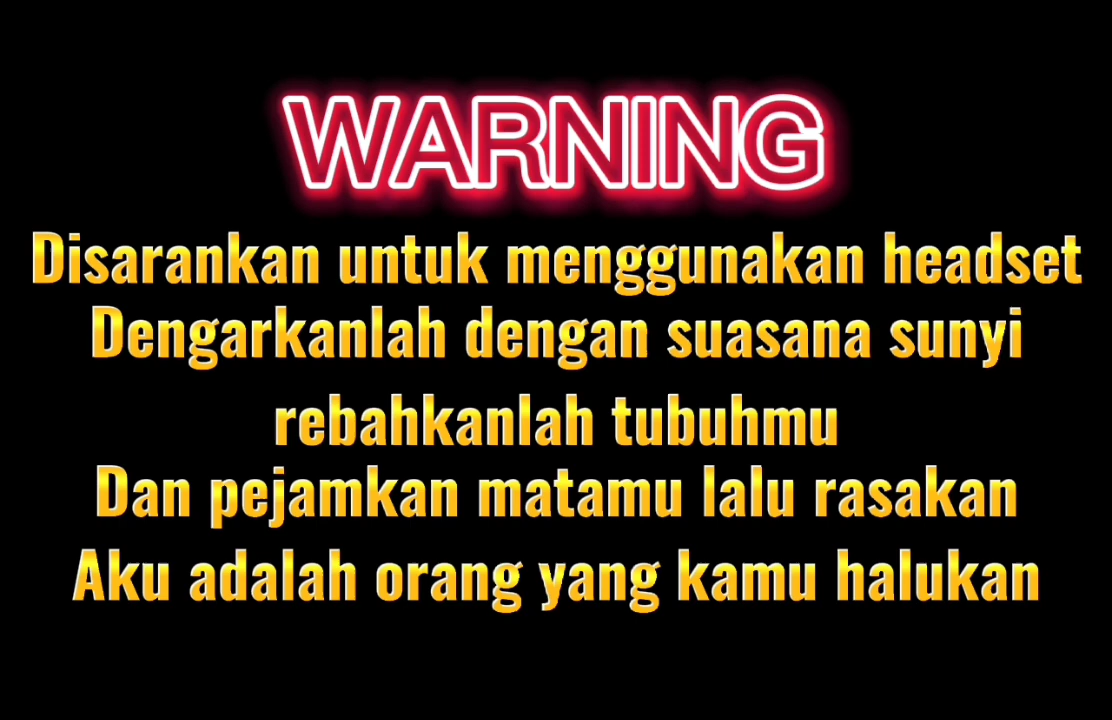 WARNING
Disarankan untuk menggunakan headset
Dengarkanlah dengan suasana sunyi
rebahkanlah tubuhmu
Dan pejamkan matamu lalu rasakan
Aku adalah orang yang kamu halukan